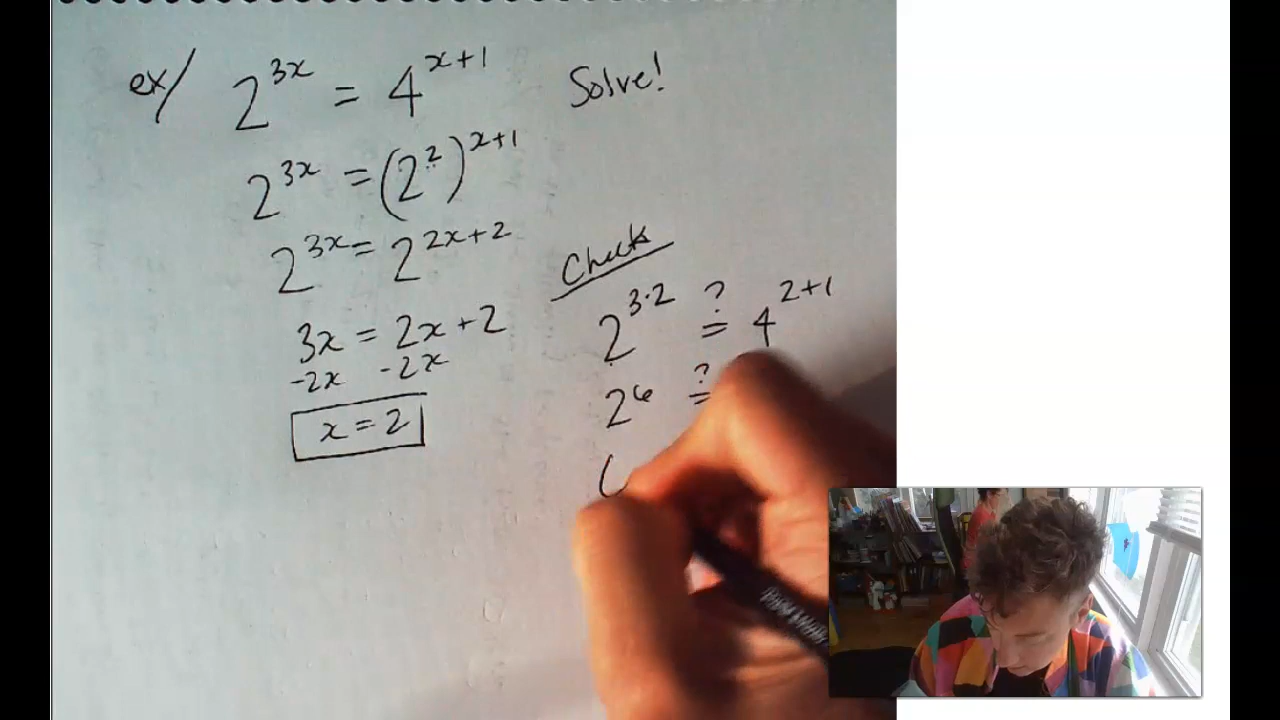 ex/ 2^{3x} = 4^{x+1} Solve!
2^{3x} = (2^2)^{x+1}
2^{3x} = 2^{2x+2}
3x = 2x + 2
-2x -2x
x = 2
Check
2^{3·2} ≟ 4^{2+1}
2^6 ≟